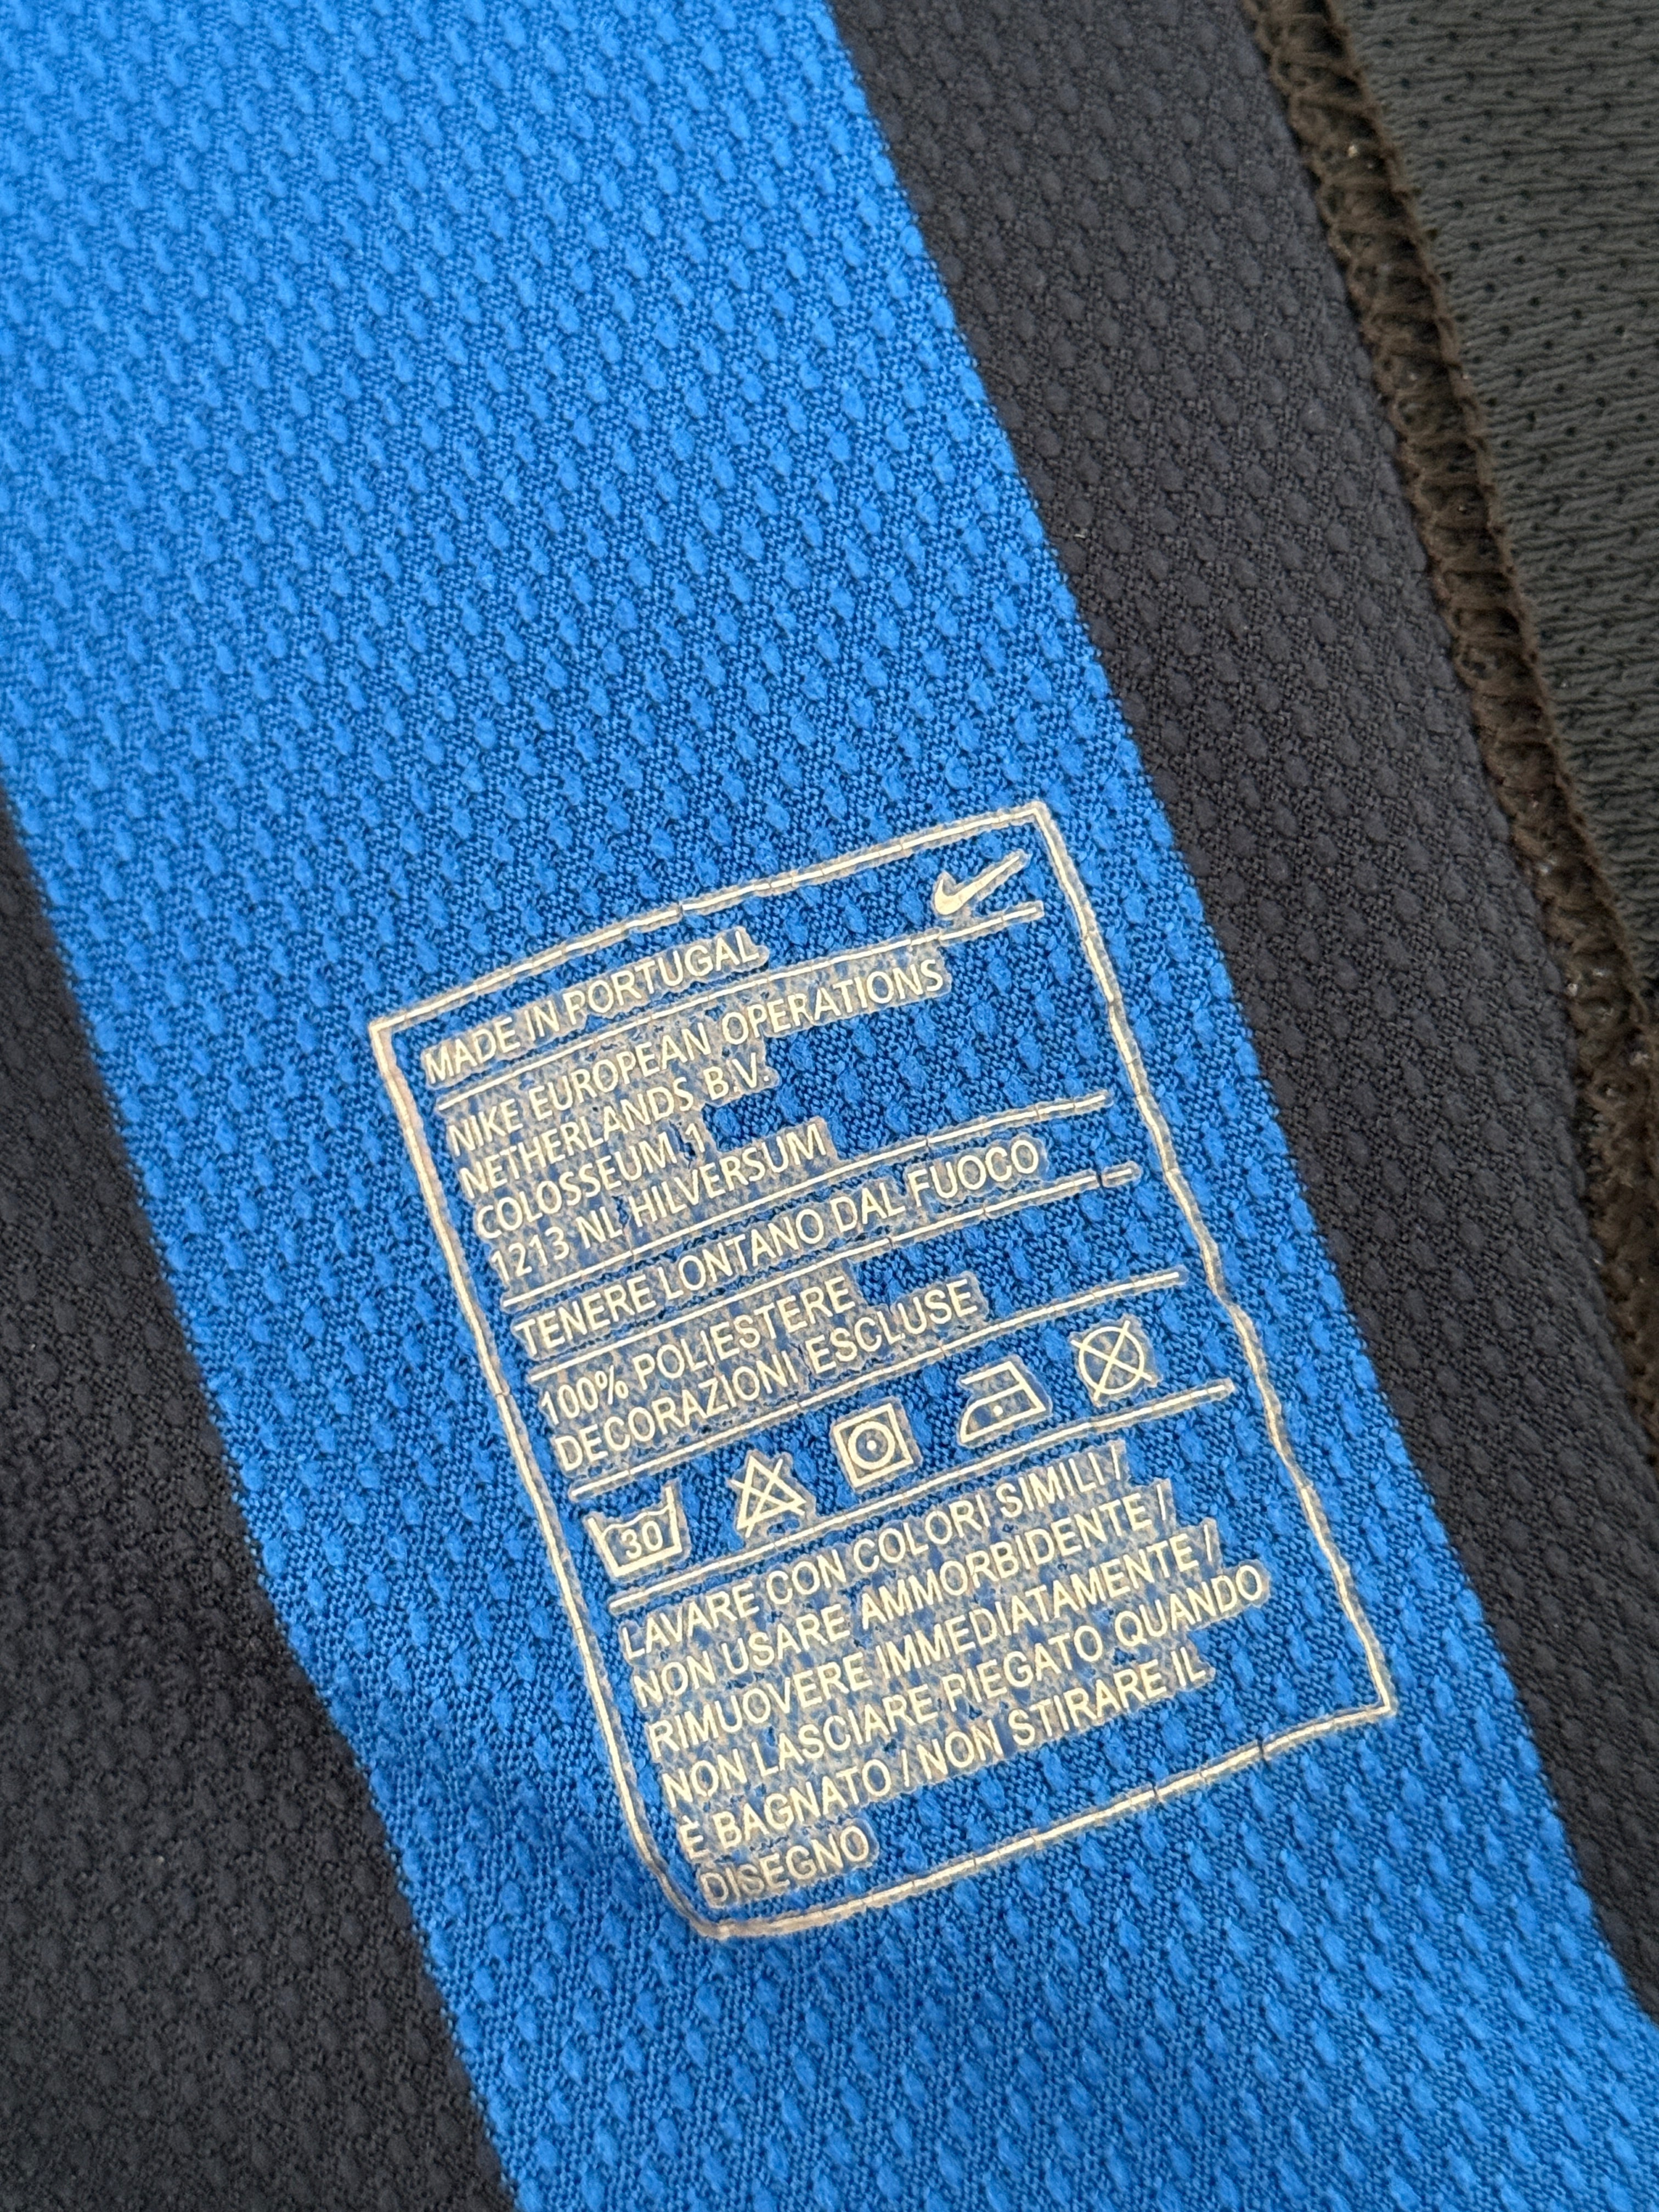 MADE IN PORTUGAL
NIKE EUROPEAN OPERATIONS
NETHERLANDS B.V.
COLOSSEUM 1
1213 NL HILVERSUM
TENERE LONTANO DAL FUOCO
100% POLIESTERE
DECORAZIONI ESCLUSE
30
LAVARE CON COLORI SIMILI /
NON USARE AMMORBIDENTE /
RIMUOVERE IMMEDIATAMENTE /
NON LASCIARE PIEGATO QUANDO
È BAGNATO / NON STIRARE IL
DISEGNO